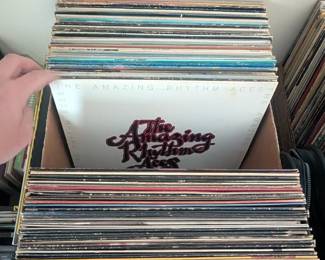 THE AMAZING RHYTHM ACES
The
Amazing
Rhythm
Aces